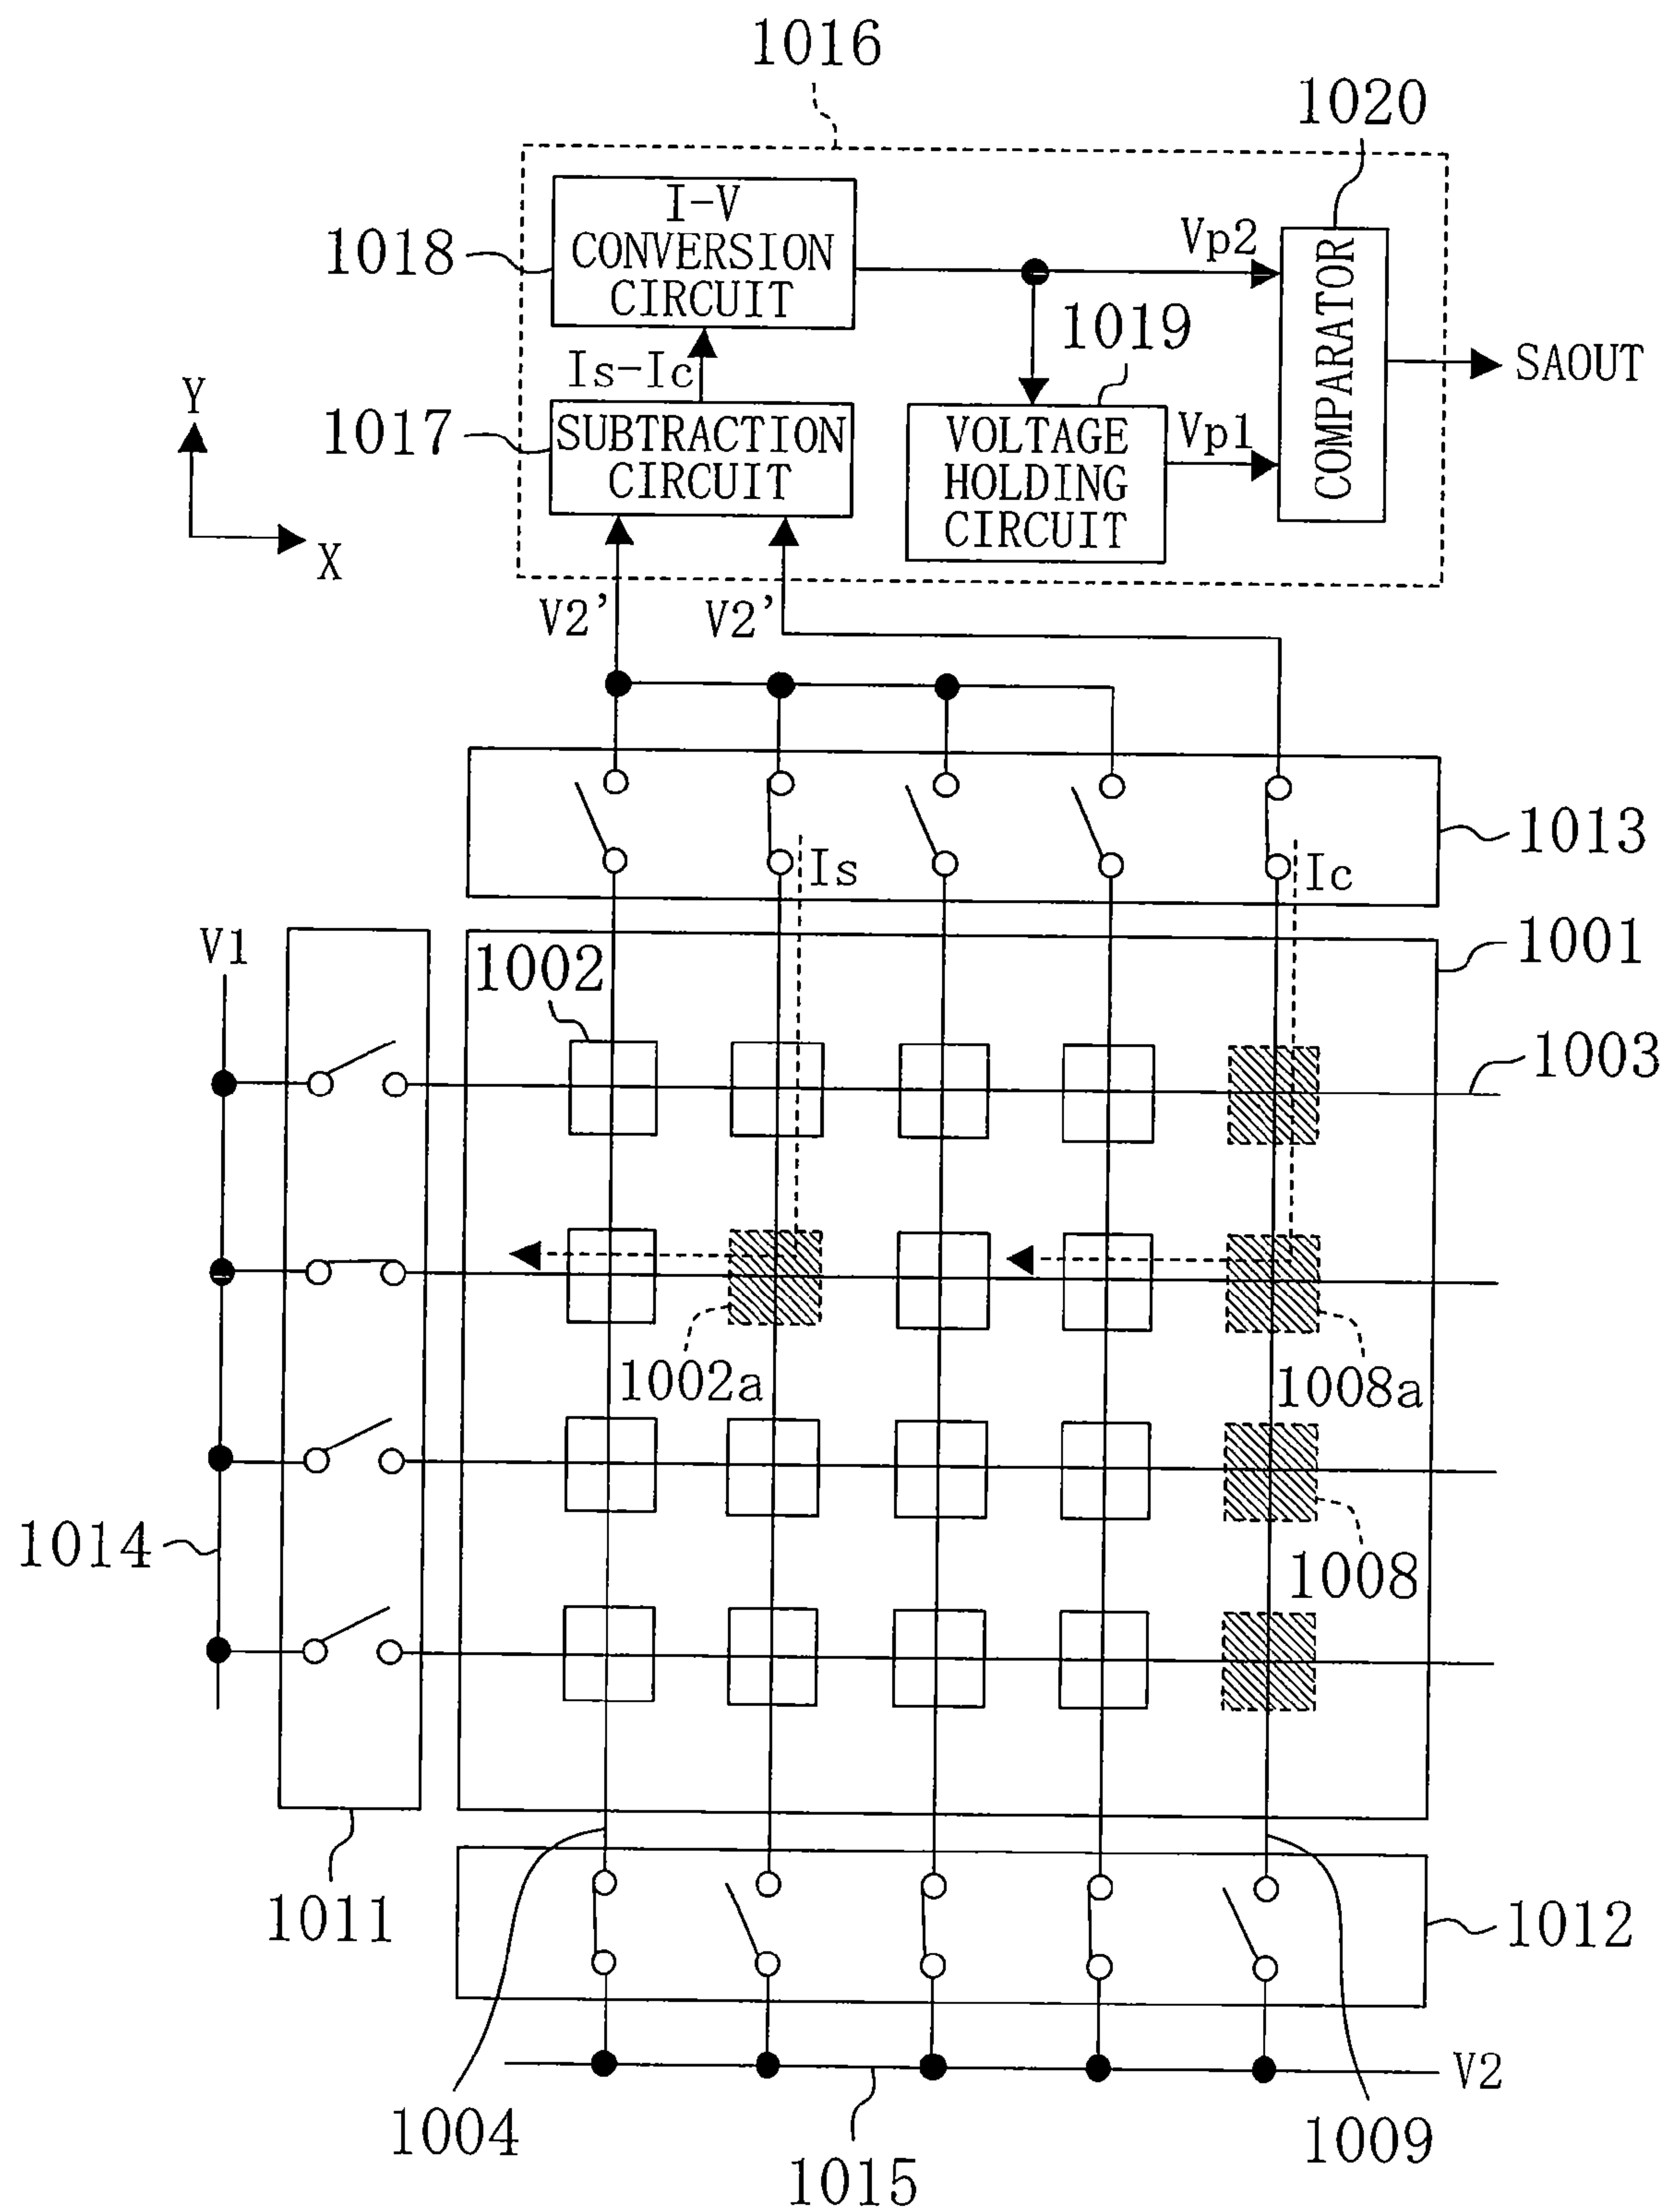 1016
1020
I-V
CONVERSION
CIRCUIT
1018
Vp2
1019
COMPARATOR
SAOUT
Is-Ic
Y
1017
SUBTRACTION
CIRCUIT
VOLTAGE
HOLDING
CIRCUIT
Vp1
X
V2'
V2'
1013
Is
Ic
V1
1002
1001
1003
1002a
1008a
1014
1008
1011
1012
V2
1004
1009
1015